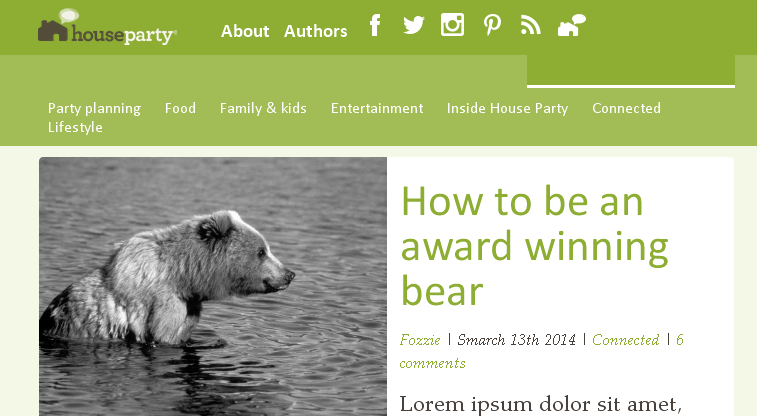 houseparty
About Authors
Party planning Food Family & kids Entertainment Inside House Party Connected
Lifestyle
How to be an
award winning
bear
Fozzie | Smarch 13th 2014 | Connected | 6
comments
Lorem ipsum dolor sit amet,